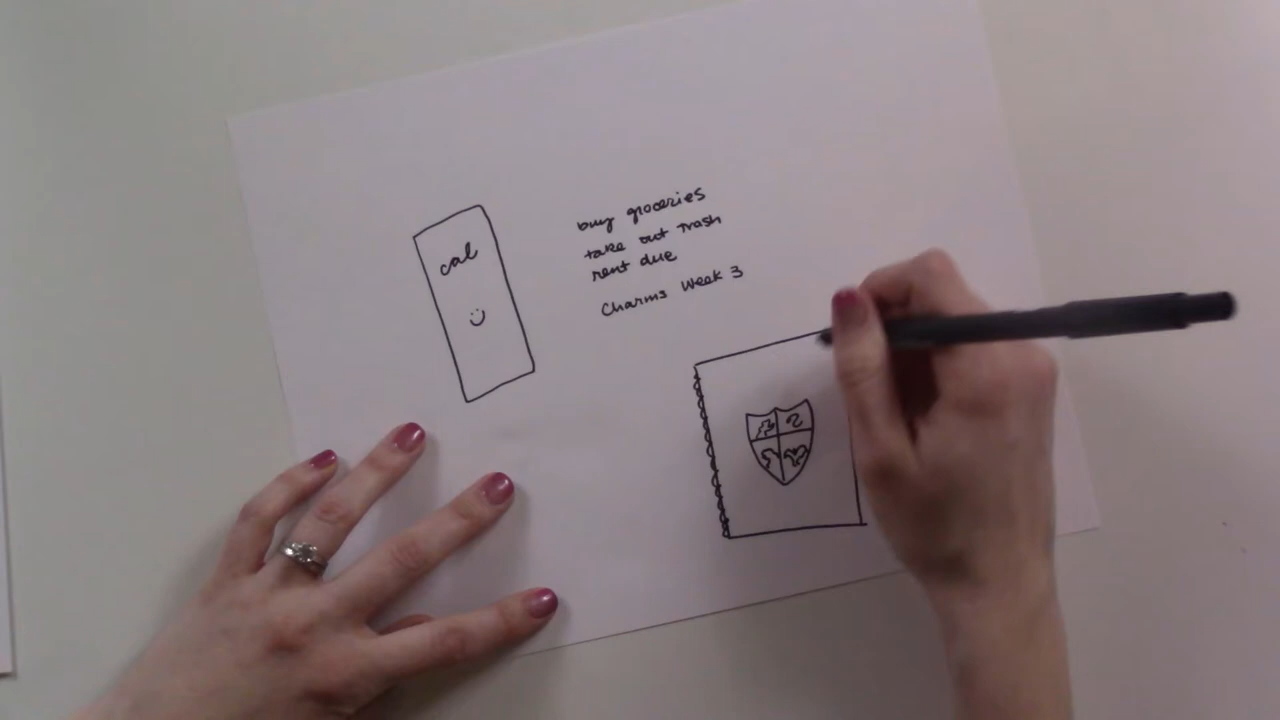 cal
buy groceries
take out trash
rent due
Charms Week 3